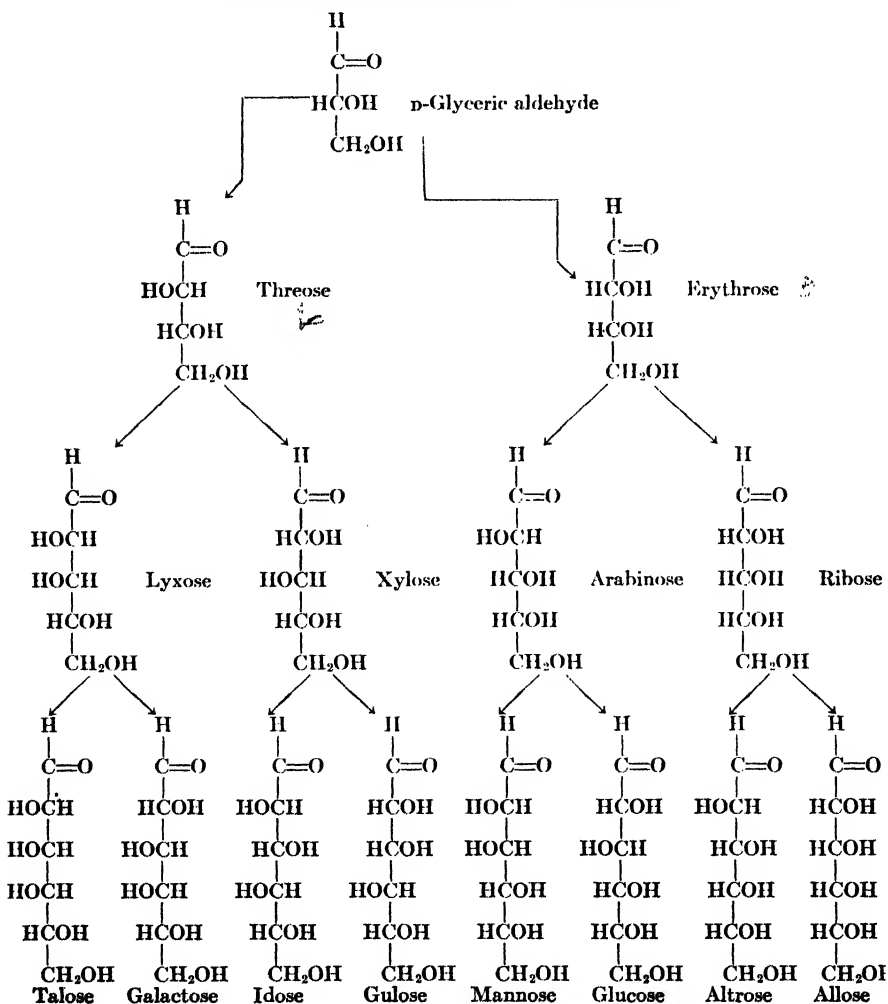 H
C=O
HCOH D-Glyceric aldehyde
CH₂OH
H H
C=O C=O
HOCH Threose HCOH Erythrose
HCOH HCOH
CH₂OH CH₂OH
H H H H
C=O C=O C=O C=O
HOCH HCOH HOCH HCOH
HOCH Lyxose HOCH Xylose HCOH Arabinose HCOH Ribose
HCOH HCOH HCOH HCOH
CH₂OH CH₂OH CH₂OH CH₂OH
H H H H H H H H
C=O C=O C=O C=O C=O C=O C=O C=O
HOCH HCOH HOCH HCOH HOCH HCOH HOCH HCOH
HOCH HOCH HCOH HCOH HOCH HOCH HCOH HCOH
HOCH HOCH HOCH HOCH HCOH HCOH HCOH HCOH
HCOH HCOH HCOH HCOH HCOH HCOH HCOH HCOH
CH₂OH CH₂OH CH₂OH CH₂OH CH₂OH CH₂OH CH₂OH CH₂OH
Talose Galactose Idose Gulose Mannose Glucose Altrose Allose